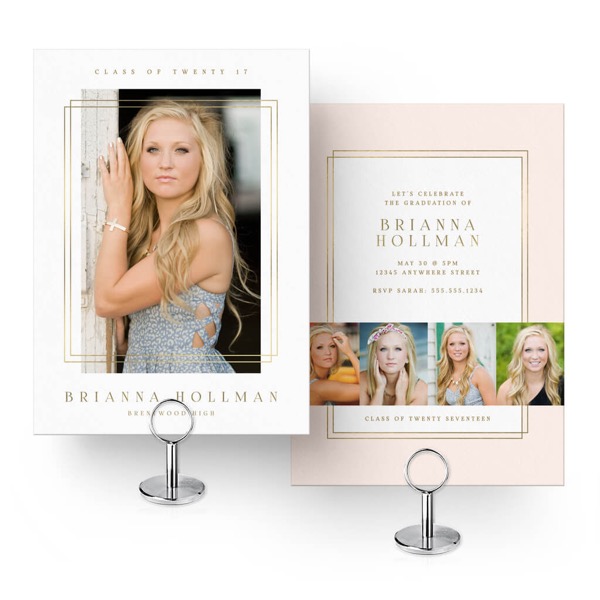 CLASS OF TWENTY 17
BRIANNA HOLLMAN
BRENTWOOD HIGH
LET'S CELEBRATE
THE GRADUATION OF
BRIANNA
HOLLMAN
MAY 30 @ 3PM
12345 ANYWHERE STREET
RSVP SARAH: 555.555.1234
CLASS OF TWENTY SEVENTEEN